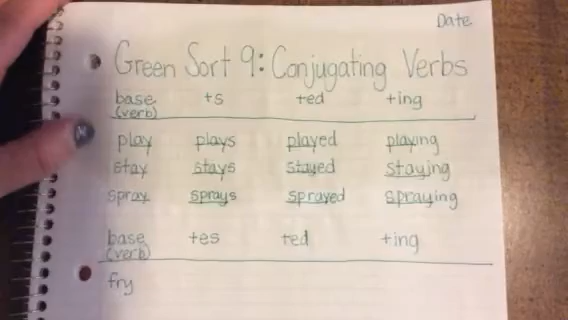 Date
Green Sort 9: Conjugating Verbs
base (verb) +s +ed +ing
play plays played playing
stay stays stayed staying
spray sprays sprayed spraying
base (verb) +es +ed +ing
fry